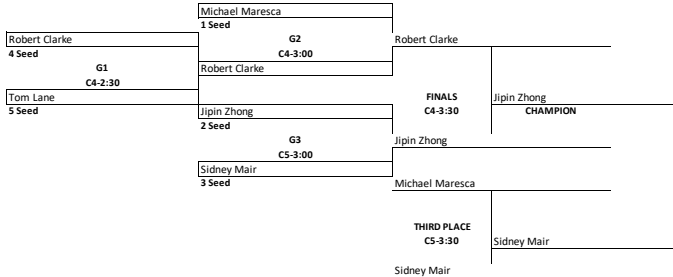 Michael Maresca
1 Seed
Robert Clarke
G2
Robert Clarke
4 Seed
C4-3:00
G1
Robert Clarke
C4-2:30
Tom Lane
FINALS
Jipin Zhong
5 Seed
Jipin Zhong
C4-3:30
CHAMPION
2 Seed
G3
Jipin Zhong
C5-3:00
Sidney Mair
3 Seed
Michael Maresca
THIRD PLACE
C5-3:30
Sidney Mair
Sidney Mair